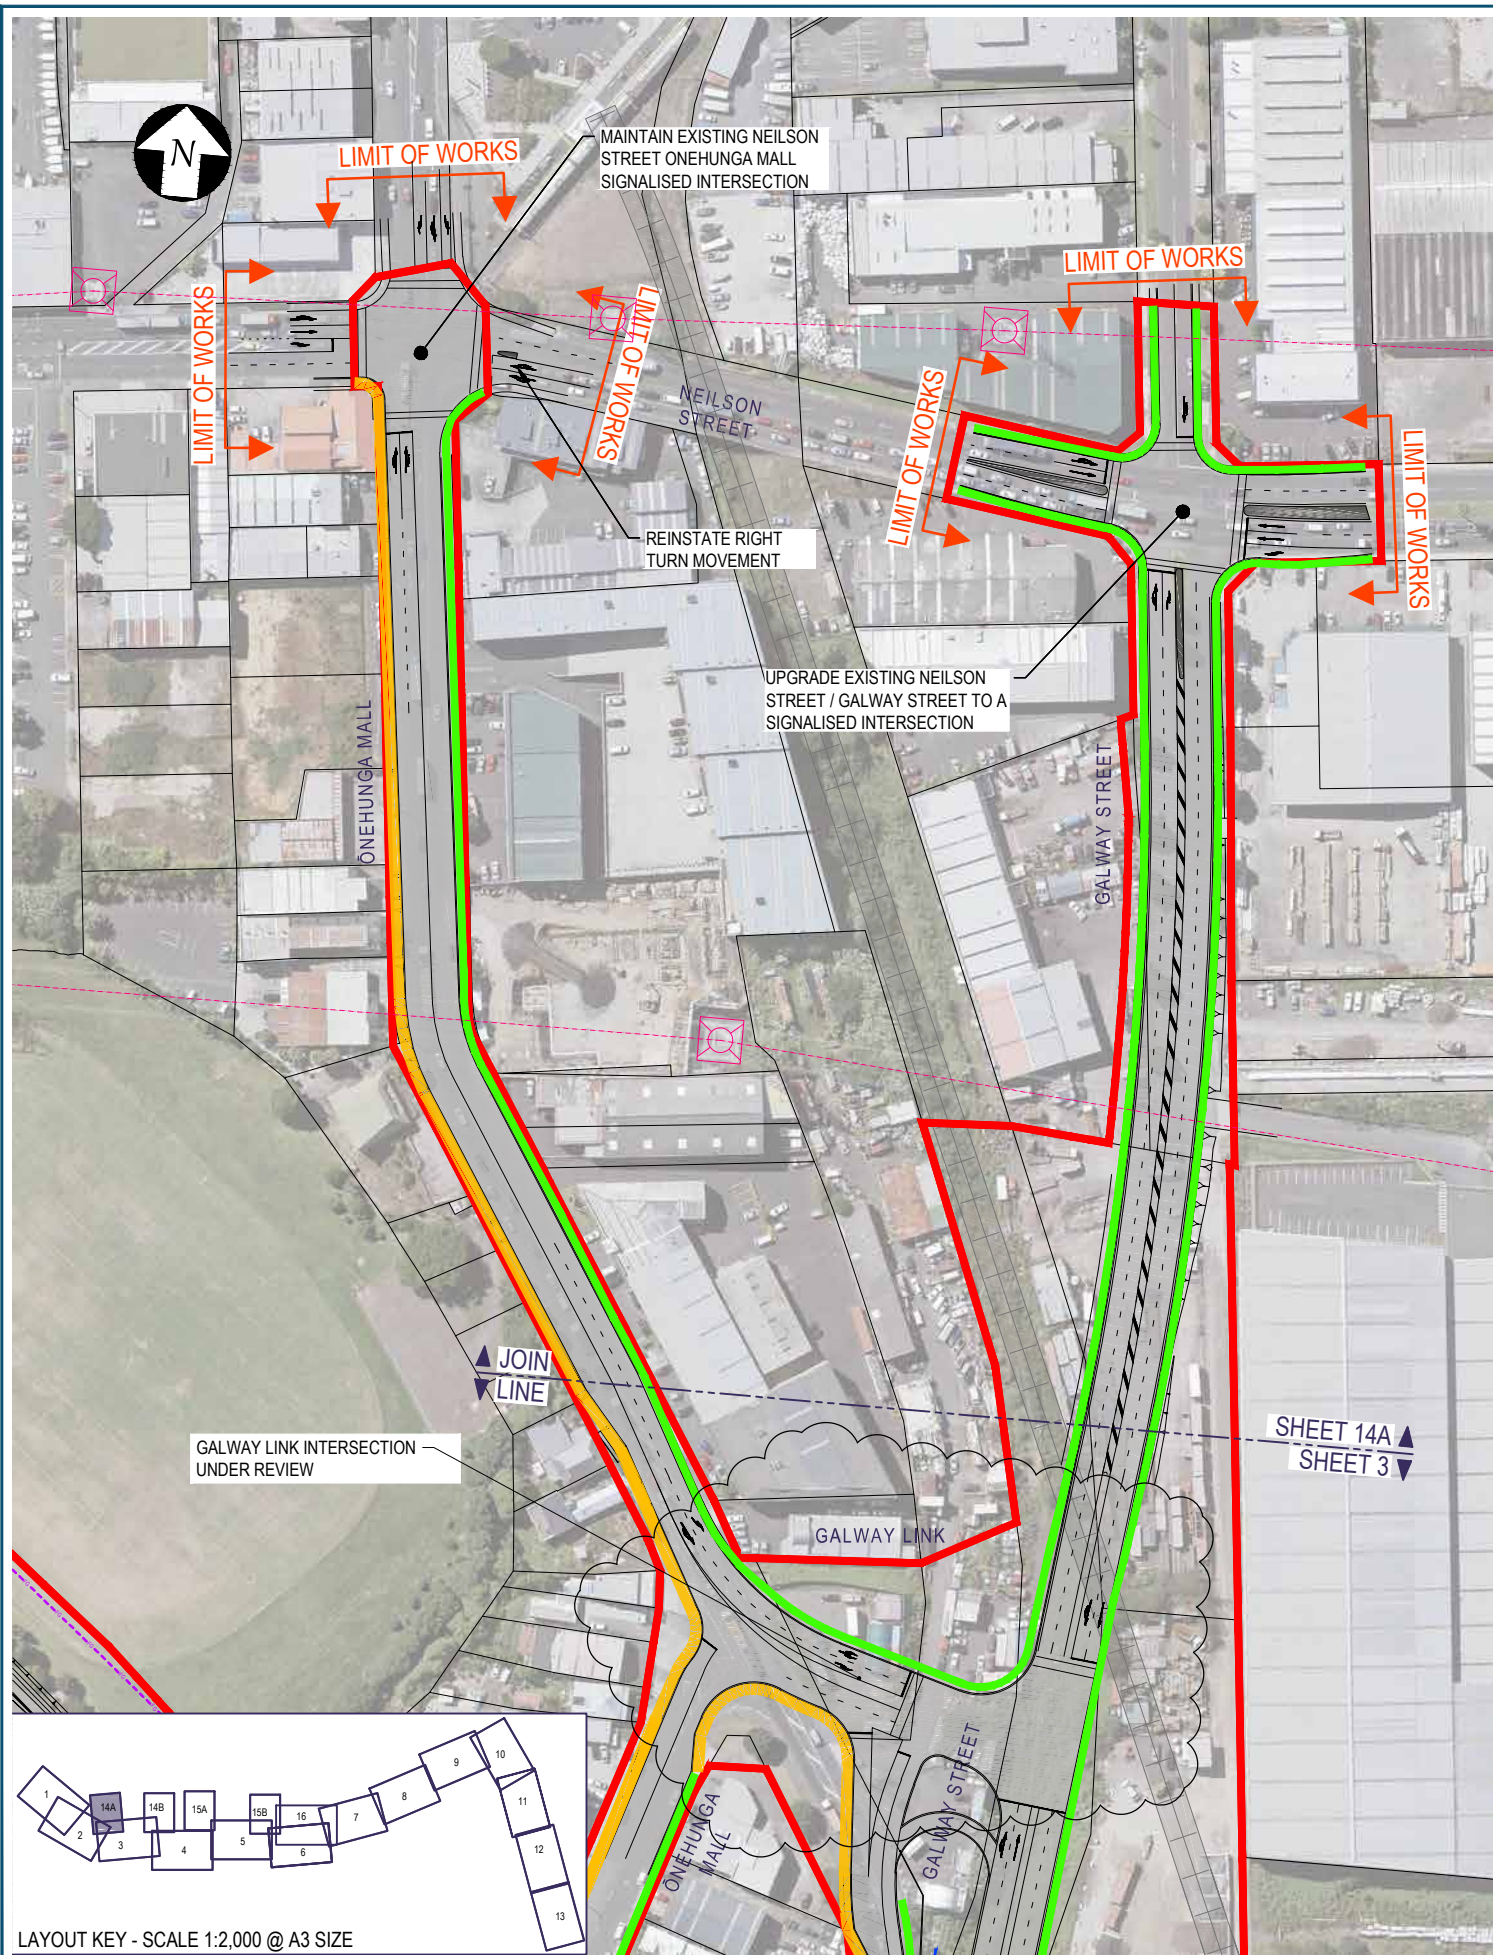 N
LIMIT OF WORKS
MAINTAIN EXISTING NEILSON
STREET ONEHUNGA MALL
SIGNALISED INTERSECTION
LIMIT OF WORKS
LIMIT OF WORKS
LIMIT OF WORKS
NEILSON
STREET
LIMIT OF WORKS
LIMIT OF WORKS
REINSTATE RIGHT
TURN MOVEMENT
UPGRADE EXISTING NEILSON
STREET / GALWAY STREET TO A
SIGNALISED INTERSECTION
ŌNEHUNGA MALL
GALWAY STREET
JOIN
LINE
SHEET 14A
SHEET 3
GALWAY LINK INTERSECTION
UNDER REVIEW
GALWAY LINK
ŌNEHUNGA
MALL
GALWAY STREET
1
2
14A
3
14B
4
15A
5
15B
16
6
7
8
9
10
11
12
13
LAYOUT KEY - SCALE 1:2,000 @ A3 SIZE